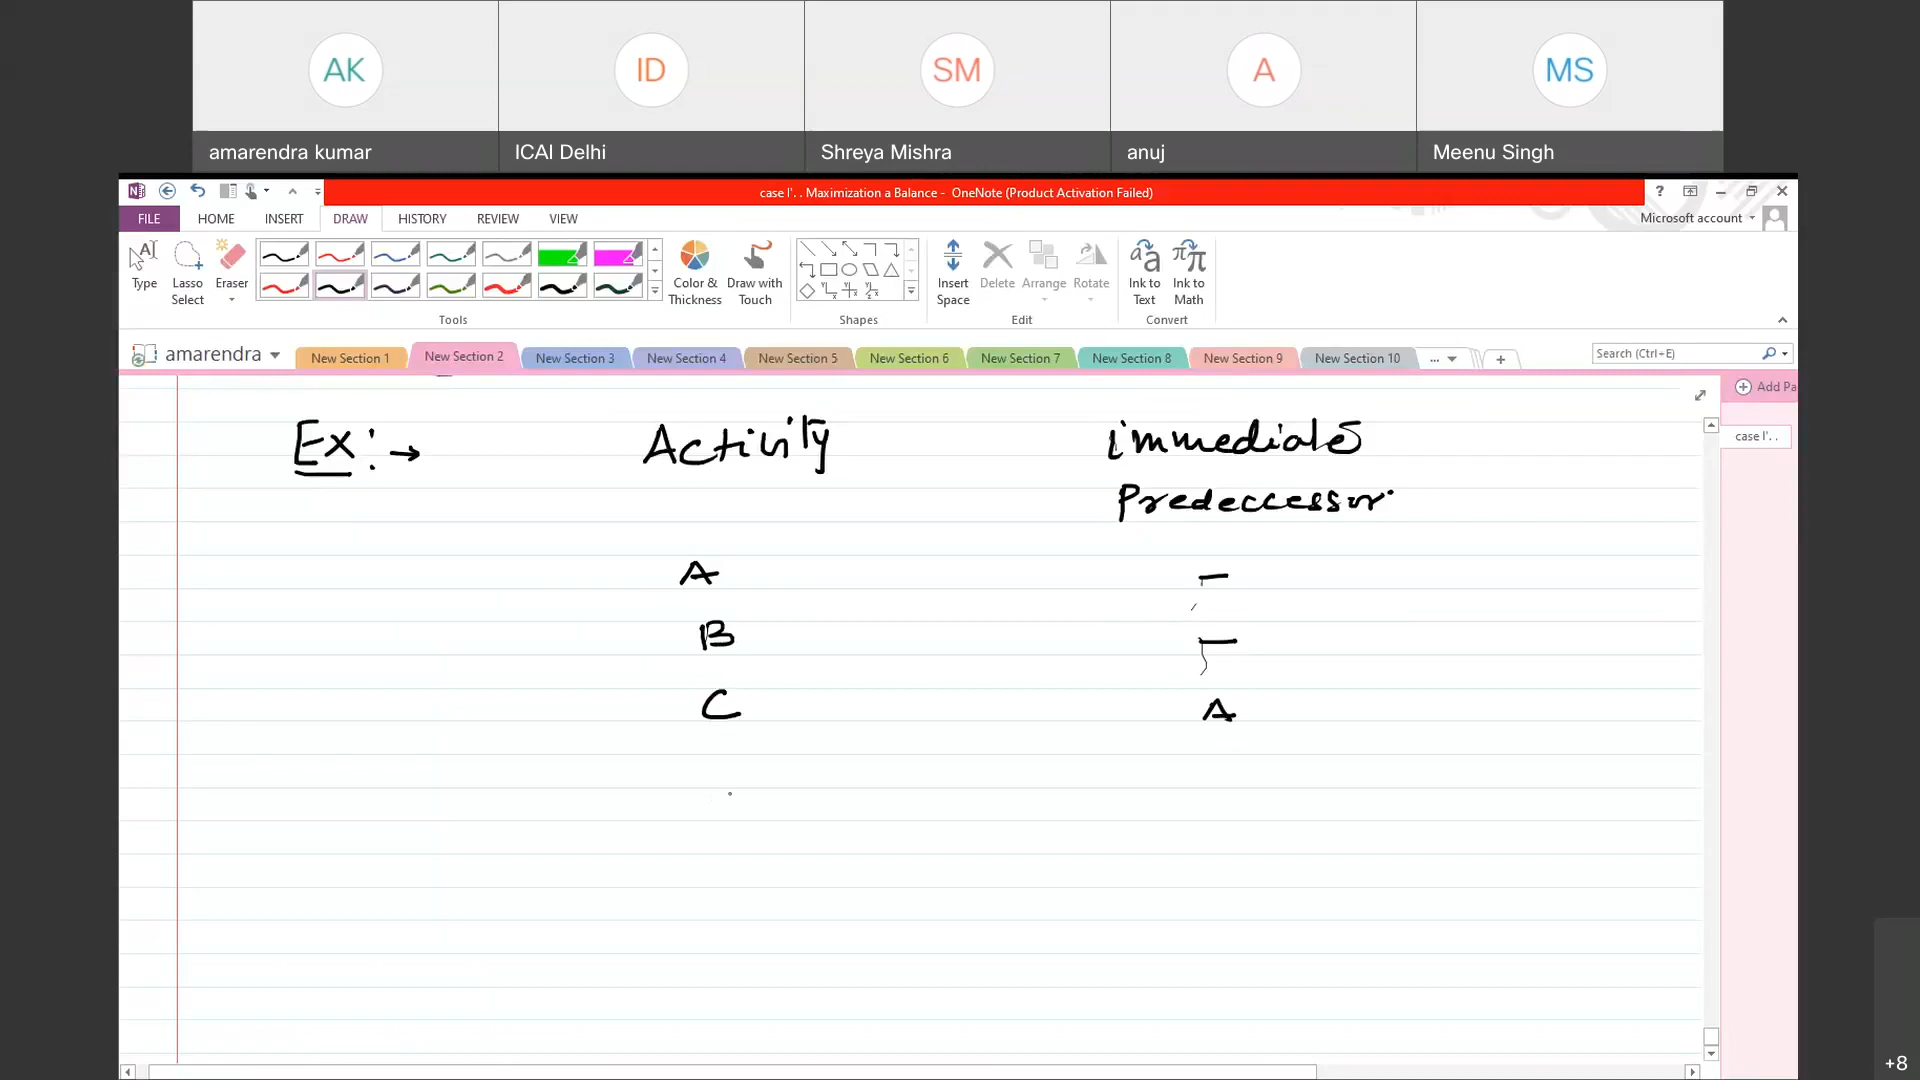 AK ID SM A MS
amarendra kumar ICAI Delhi Shreya Mishra anuj Meenu Singh
case I'. . Maximization a Balance - OneNote (Product Activation Failed)
?
FILE HOME INSERT DRAW HISTORY REVIEW VIEW
Microsoft account
Type Lasso Select Eraser
Color & Thickness Draw with Touch
Insert Space Delete Arrange Rotate
Ink to Text Ink to Math
Tools Shapes Edit Convert
amarendra New Section 1 New Section 2 New Section 3 New Section 4 New Section 5 New Section 6 New Section 7 New Section 8 New Section 9 New Section 10 ... +
Search (Ctrl+E)
Add Pa
case I'. .
Ex:→ Activity immediate
Predeccessor.
A –
B –
C A
+8